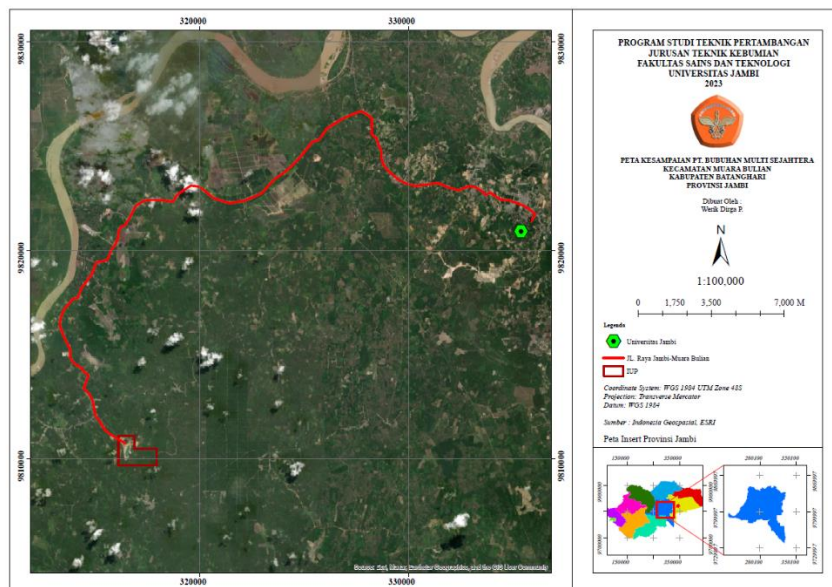 320000
330000
9830000
9830000
9820000
9820000
9810000
9810000
320000
330000
PROGRAM STUDI TEKNIK PERTAMBANGAN
JURUSAN TEKNIK KEBUMIAN
FAKULTAS SAINS DAN TEKNOLOGI
UNIVERSITAS JAMBI
2023
PETA KESAMPAIAN PT. BUBUHAN MULTI SEJAHTERA
KECAMATAN MUARA BULIAN
KABUPATEN BATANGHARI
PROVINSI JAMBI
Dibuat Oleh :
Werik Dirga P.
N
1:100,000
0 1,750 3,500 7,000 M
Legenda
Universitas Jambi
JL. Raya Jambi-Muara Bulian
IUP
Coordinate System: WGS 1984 UTM Zone 48S
Projection: Transverse Mercator
Datum: WGS 1984
Sumber : Indonesia Geospasial, ESRI
Peta Insert Provinsi Jambi